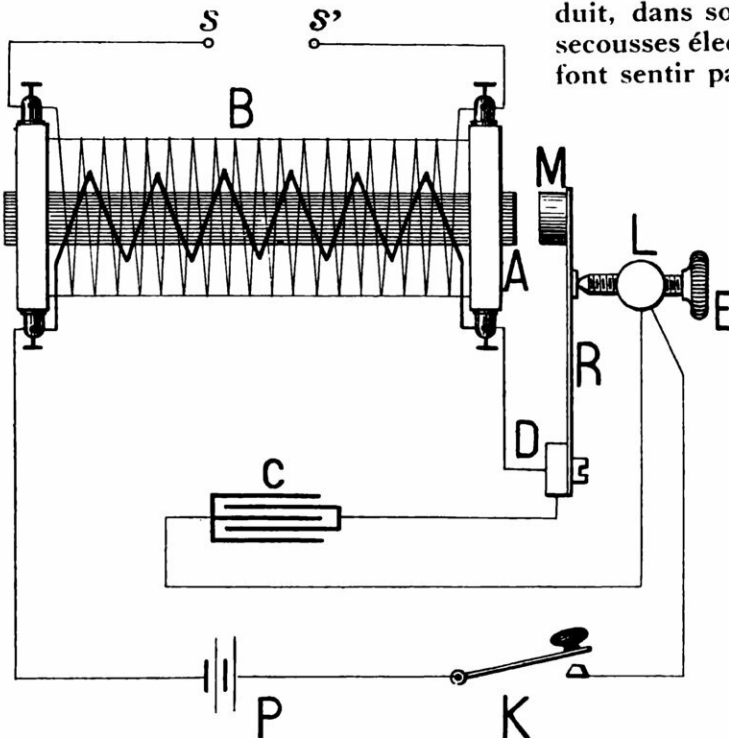 duit, dans so
secousses élec
font sentir pa
S S'
B
M
L
A
E
R
D
C
P
K